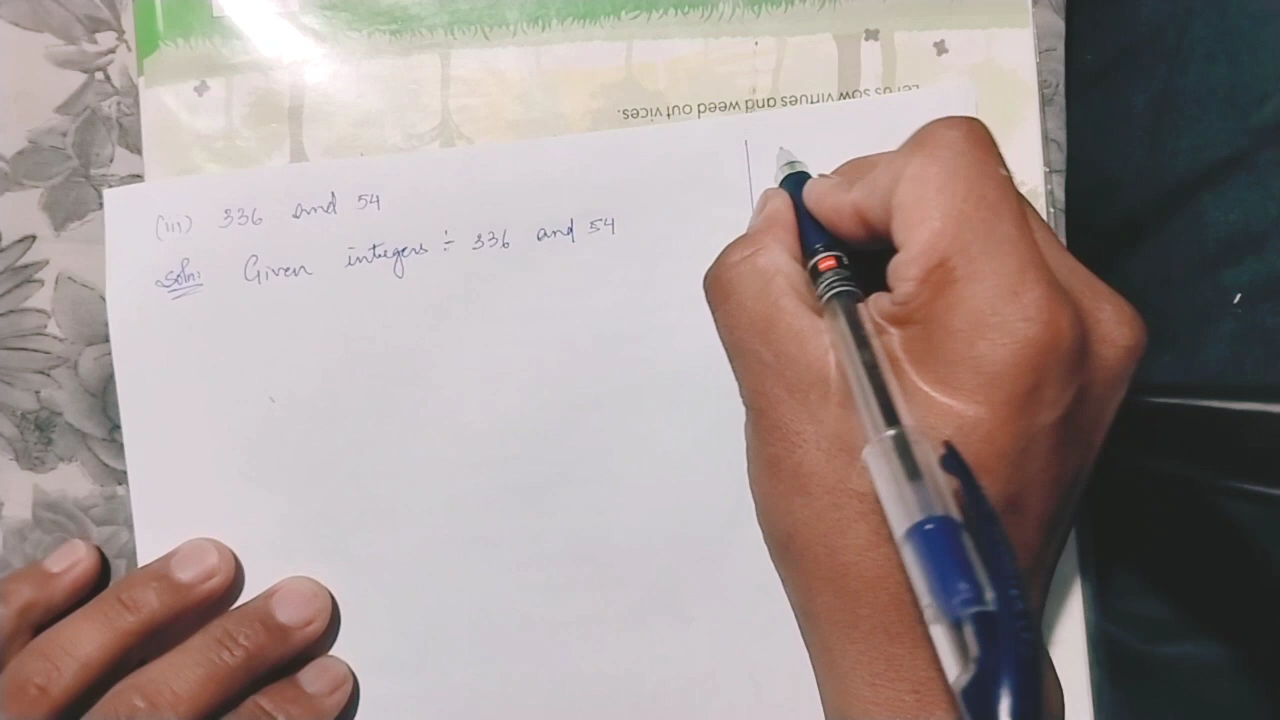 Let us sow virtues and weed out vices.
(iii) 336 and 54
Soln: Given integers ÷ 336 and 54